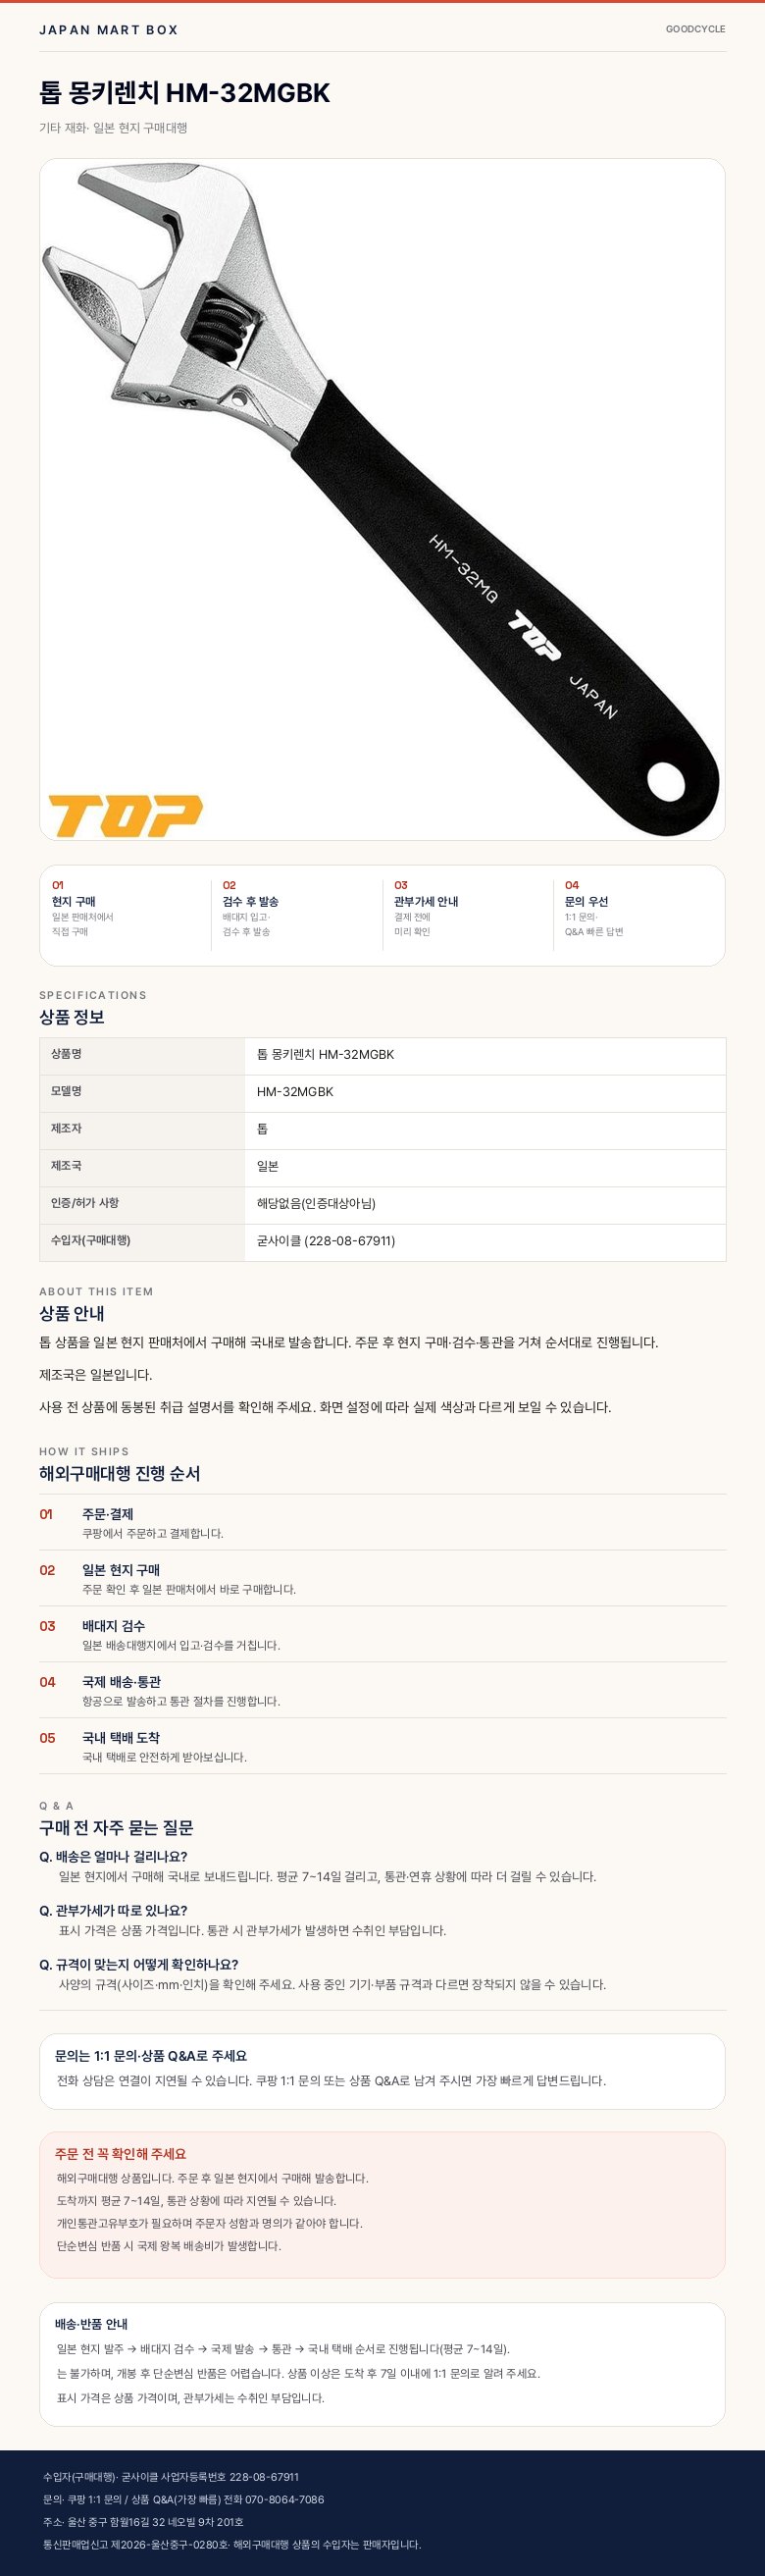 JAPAN MART BOX
GOODCYCLE
톱 몽키렌치 HM-32MGBK
기타 재화· 일본 현지 구매대행
HM-32MG TOP JAPAN
TOP
01
현지 구매
일본 판매처에서
직접 구매
02
검수 후 발송
배대지 입고·
검수 후 발송
03
관부가세 안내
결제 전에
미리 확인
04
문의 우선
1:1 문의·
Q&A 빠른 답변
SPECIFICATIONS
상품 정보
상품명 톱 몽키렌치 HM-32MGBK
모델명 HM-32MGBK
제조자 톱
제조국 일본
인증/허가 사항 해당없음(인증대상아님)
수입자(구매대행) 굳사이클 (228-08-67911)
ABOUT THIS ITEM
상품 안내
톱 상품을 일본 현지 판매처에서 구매해 국내로 발송합니다. 주문 후 현지 구매·검수·통관을 거쳐 순서대로 진행됩니다.
제조국은 일본입니다.
사용 전 상품에 동봉된 취급 설명서를 확인해 주세요. 화면 설정에 따라 실제 색상과 다르게 보일 수 있습니다.
HOW IT SHIPS
해외구매대행 진행 순서
01 주문·결제
쿠팡에서 주문하고 결제합니다.
02 일본 현지 구매
주문 확인 후 일본 판매처에서 바로 구매합니다.
03 배대지 검수
일본 배송대행지에서 입고·검수를 거칩니다.
04 국제 배송·통관
항공으로 발송하고 통관 절차를 진행합니다.
05 국내 택배 도착
국내 택배로 안전하게 받아보십니다.
Q & A
구매 전 자주 묻는 질문
Q. 배송은 얼마나 걸리나요?
일본 현지에서 구매해 국내로 보내드립니다. 평균 7~14일 걸리고, 통관·연휴 상황에 따라 더 걸릴 수 있습니다.
Q. 관부가세가 따로 있나요?
표시 가격은 상품 가격입니다. 통관 시 관부가세가 발생하면 수취인 부담입니다.
Q. 규격이 맞는지 어떻게 확인하나요?
사양의 규격(사이즈·mm·인치)을 확인해 주세요. 사용 중인 기기·부품 규격과 다르면 장착되지 않을 수 있습니다.
문의는 1:1 문의·상품 Q&A로 주세요
전화 상담은 연결이 지연될 수 있습니다. 쿠팡 1:1 문의 또는 상품 Q&A로 남겨 주시면 가장 빠르게 답변드립니다.
주문 전 꼭 확인해 주세요
해외구매대행 상품입니다. 주문 후 일본 현지에서 구매해 발송합니다.
도착까지 평균 7~14일, 통관 상황에 따라 지연될 수 있습니다.
개인통관고유부호가 필요하며 주문자 성함과 명의가 같아야 합니다.
단순변심 반품 시 국제 왕복 배송비가 발생합니다.
배송·반품 안내
일본 현지 발주 → 배대지 검수 → 국제 발송 → 통관 → 국내 택배 순서로 진행됩니다(평균 7~14일).
는 불가하며, 개봉 후 단순변심 반품은 어렵습니다. 상품 이상은 도착 후 7일 이내에 1:1 문의로 알려 주세요.
표시 가격은 상품 가격이며, 관부가세는 수취인 부담입니다.
수입자(구매대행)· 굳사이클 사업자등록번호 228-08-67911
문의· 쿠팡 1:1 문의 / 상품 Q&A(가장 빠름) 전화 070-8064-7086
주소· 울산 중구 함월16길 32 네오빌 9차 201호
통신판매업신고 제2026-울산중구-0280호· 해외구매대행 상품의 수입자는 판매자입니다.